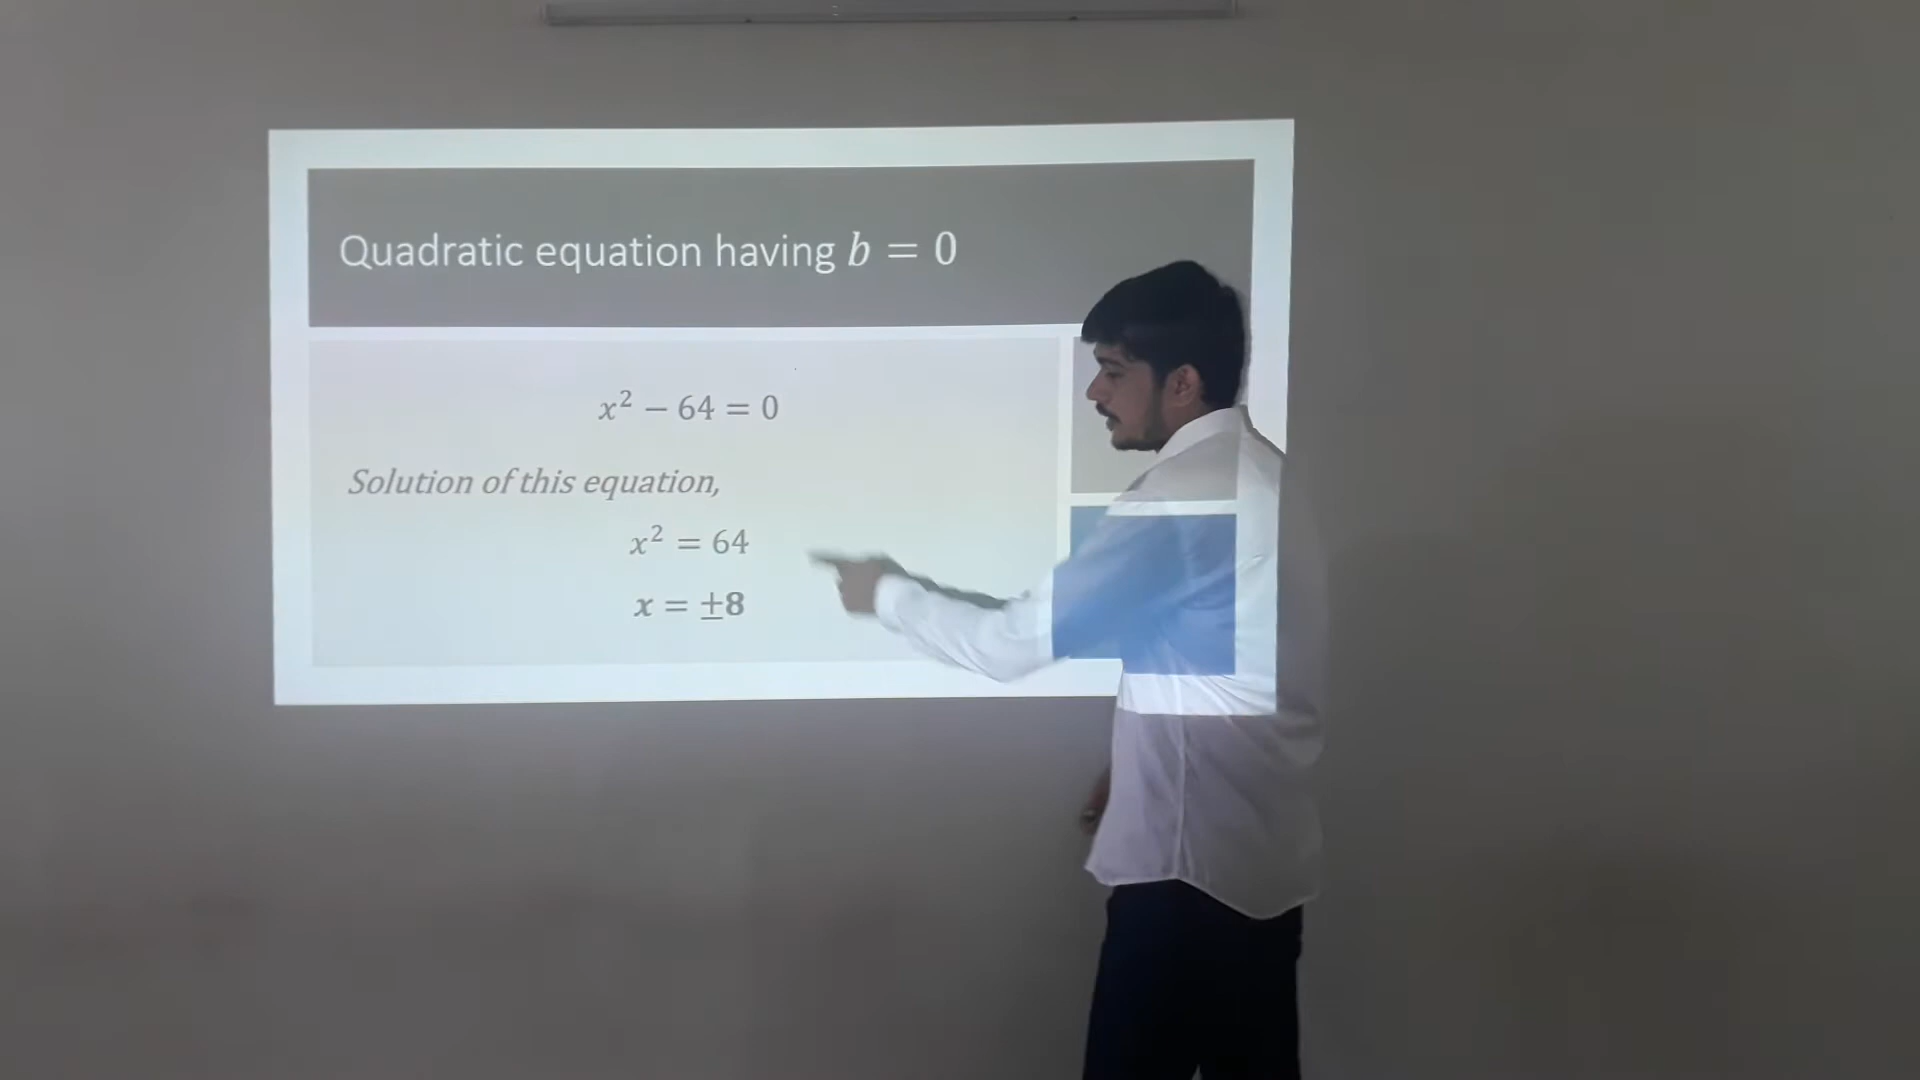 Quadratic equation having b = 0
x² − 64 = 0
Solution of this equation,
x² = 64
x = ±8